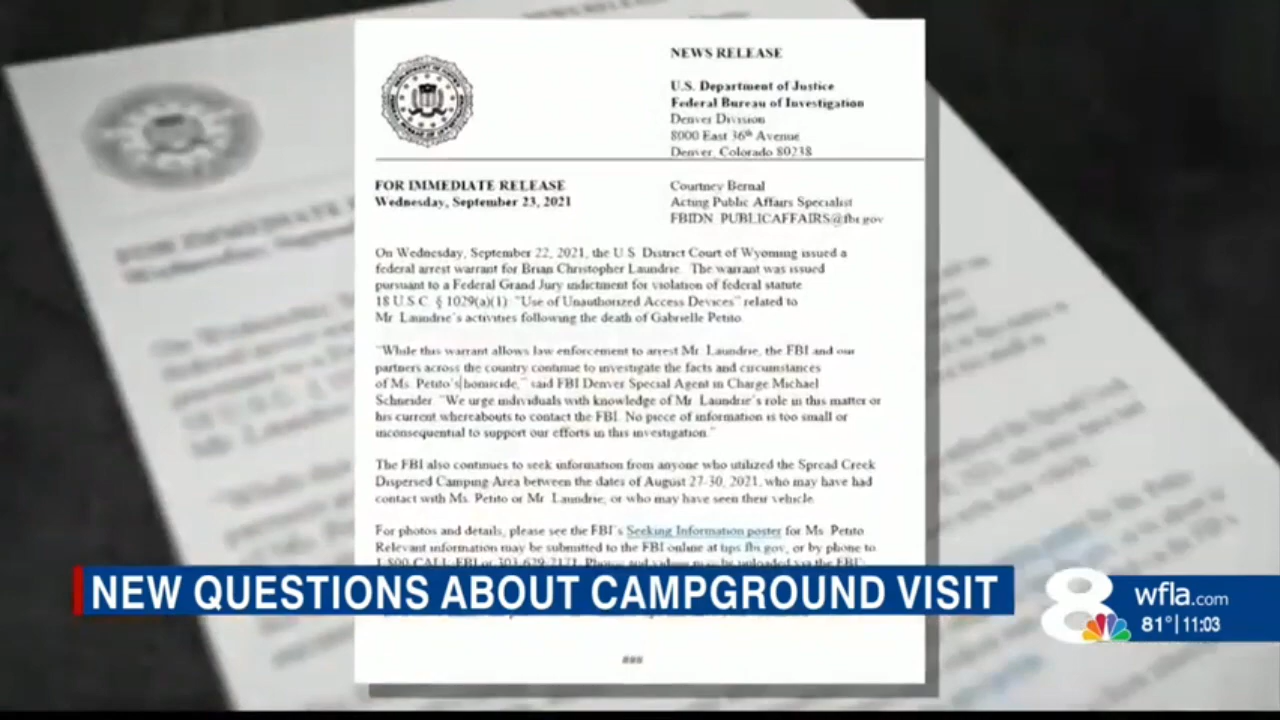 NEWS RELEASE
U.S. Department of Justice
Federal Bureau of Investigation
Denver Division
8000 East 36th Avenue
Denver, Colorado 80238
FOR IMMEDIATE RELEASE
Wednesday, September 23, 2021
Courtney Bernal
Acting Public Affairs Specialist
FBIDN_PUBLICAFFAIRS@fbi.gov
On Wednesday, September 22, 2021, the U.S. District Court of Wyoming issued a
federal arrest warrant for Brian Christopher Laundrie. The warrant was issued
pursuant to a Federal Grand Jury indictment for violation of federal statute
18 U.S.C. § 1029(a)(1) "Use of Unauthorized Access Devices" related to
Mr. Laundrie's activities following the death of Gabrielle Petito.
"While this warrant allows law enforcement to arrest Mr. Laundrie, the FBI and our
partners across the country continue to investigate the facts and circumstances
of Ms. Petito's homicide," said FBI Denver Special Agent in Charge Michael
Schneider. "We urge individuals with knowledge of Mr. Laundrie's role in this matter or
his current whereabouts to contact the FBI. No piece of information is too small or
inconsequential to support our efforts in this investigation."
The FBI also continues to seek information from anyone who utilized the Spread Creek
Dispersed Camping Area between the dates of August 27-30, 2021, who may have had
contact with Ms. Petito or Mr. Laundrie, or who may have seen their vehicle.
For photos and details, please see the FBI's Seeking Information poster for Ms. Petito.
Relevant information may be submitted to the FBI online at tips.fbi.gov, or by phone to
###
NEW QUESTIONS ABOUT CAMPGROUND VISIT
8
wfla.com
81° | 11:03